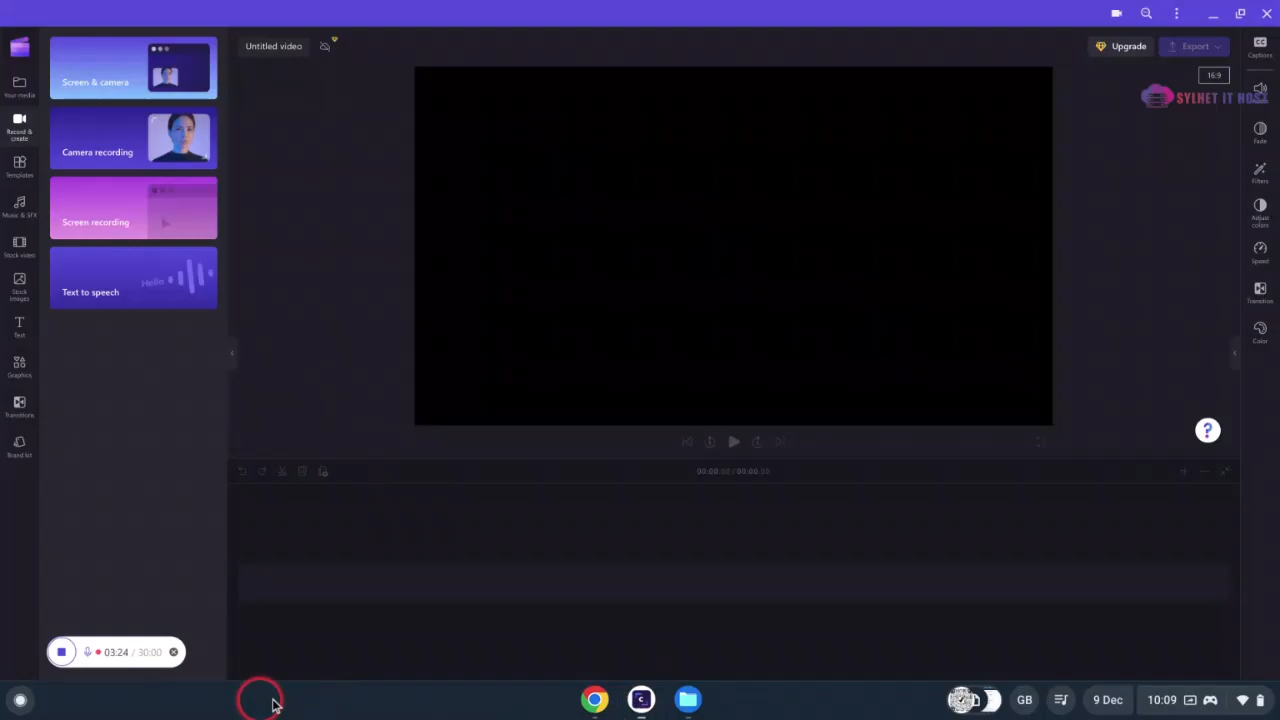 Untitled video
Upgrade
Export
16:9
SYLHET IT HOST
Your media
Record & create
Templates
Music & SFX
Stock video
Stock images
Text
Graphics
Transitions
Brand kit
Screen & camera
Camera recording
Screen recording
Text to speech
Hello
Captions
Fade
Filters
Adjust colors
Speed
Transition
Color
?
00:00.00 / 00:00.00
03:24 / 30:00
GB
9 Dec
10:09